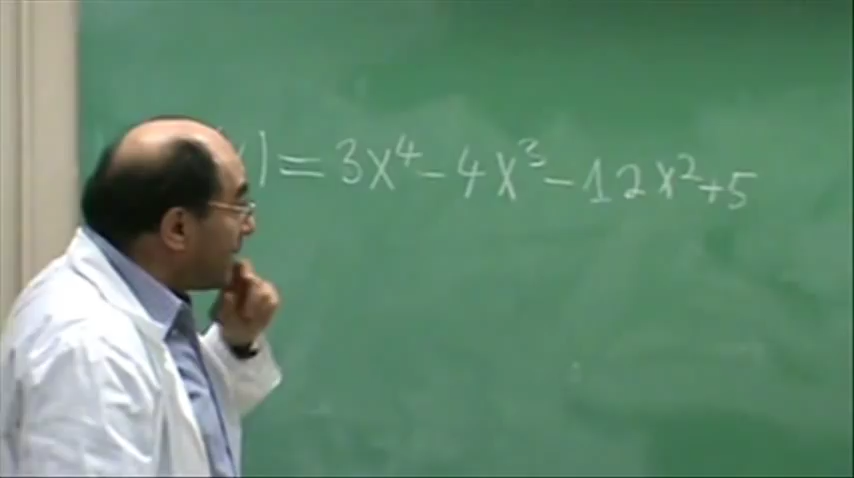 ) = 3x⁴ - 4x³ - 12x² + 5